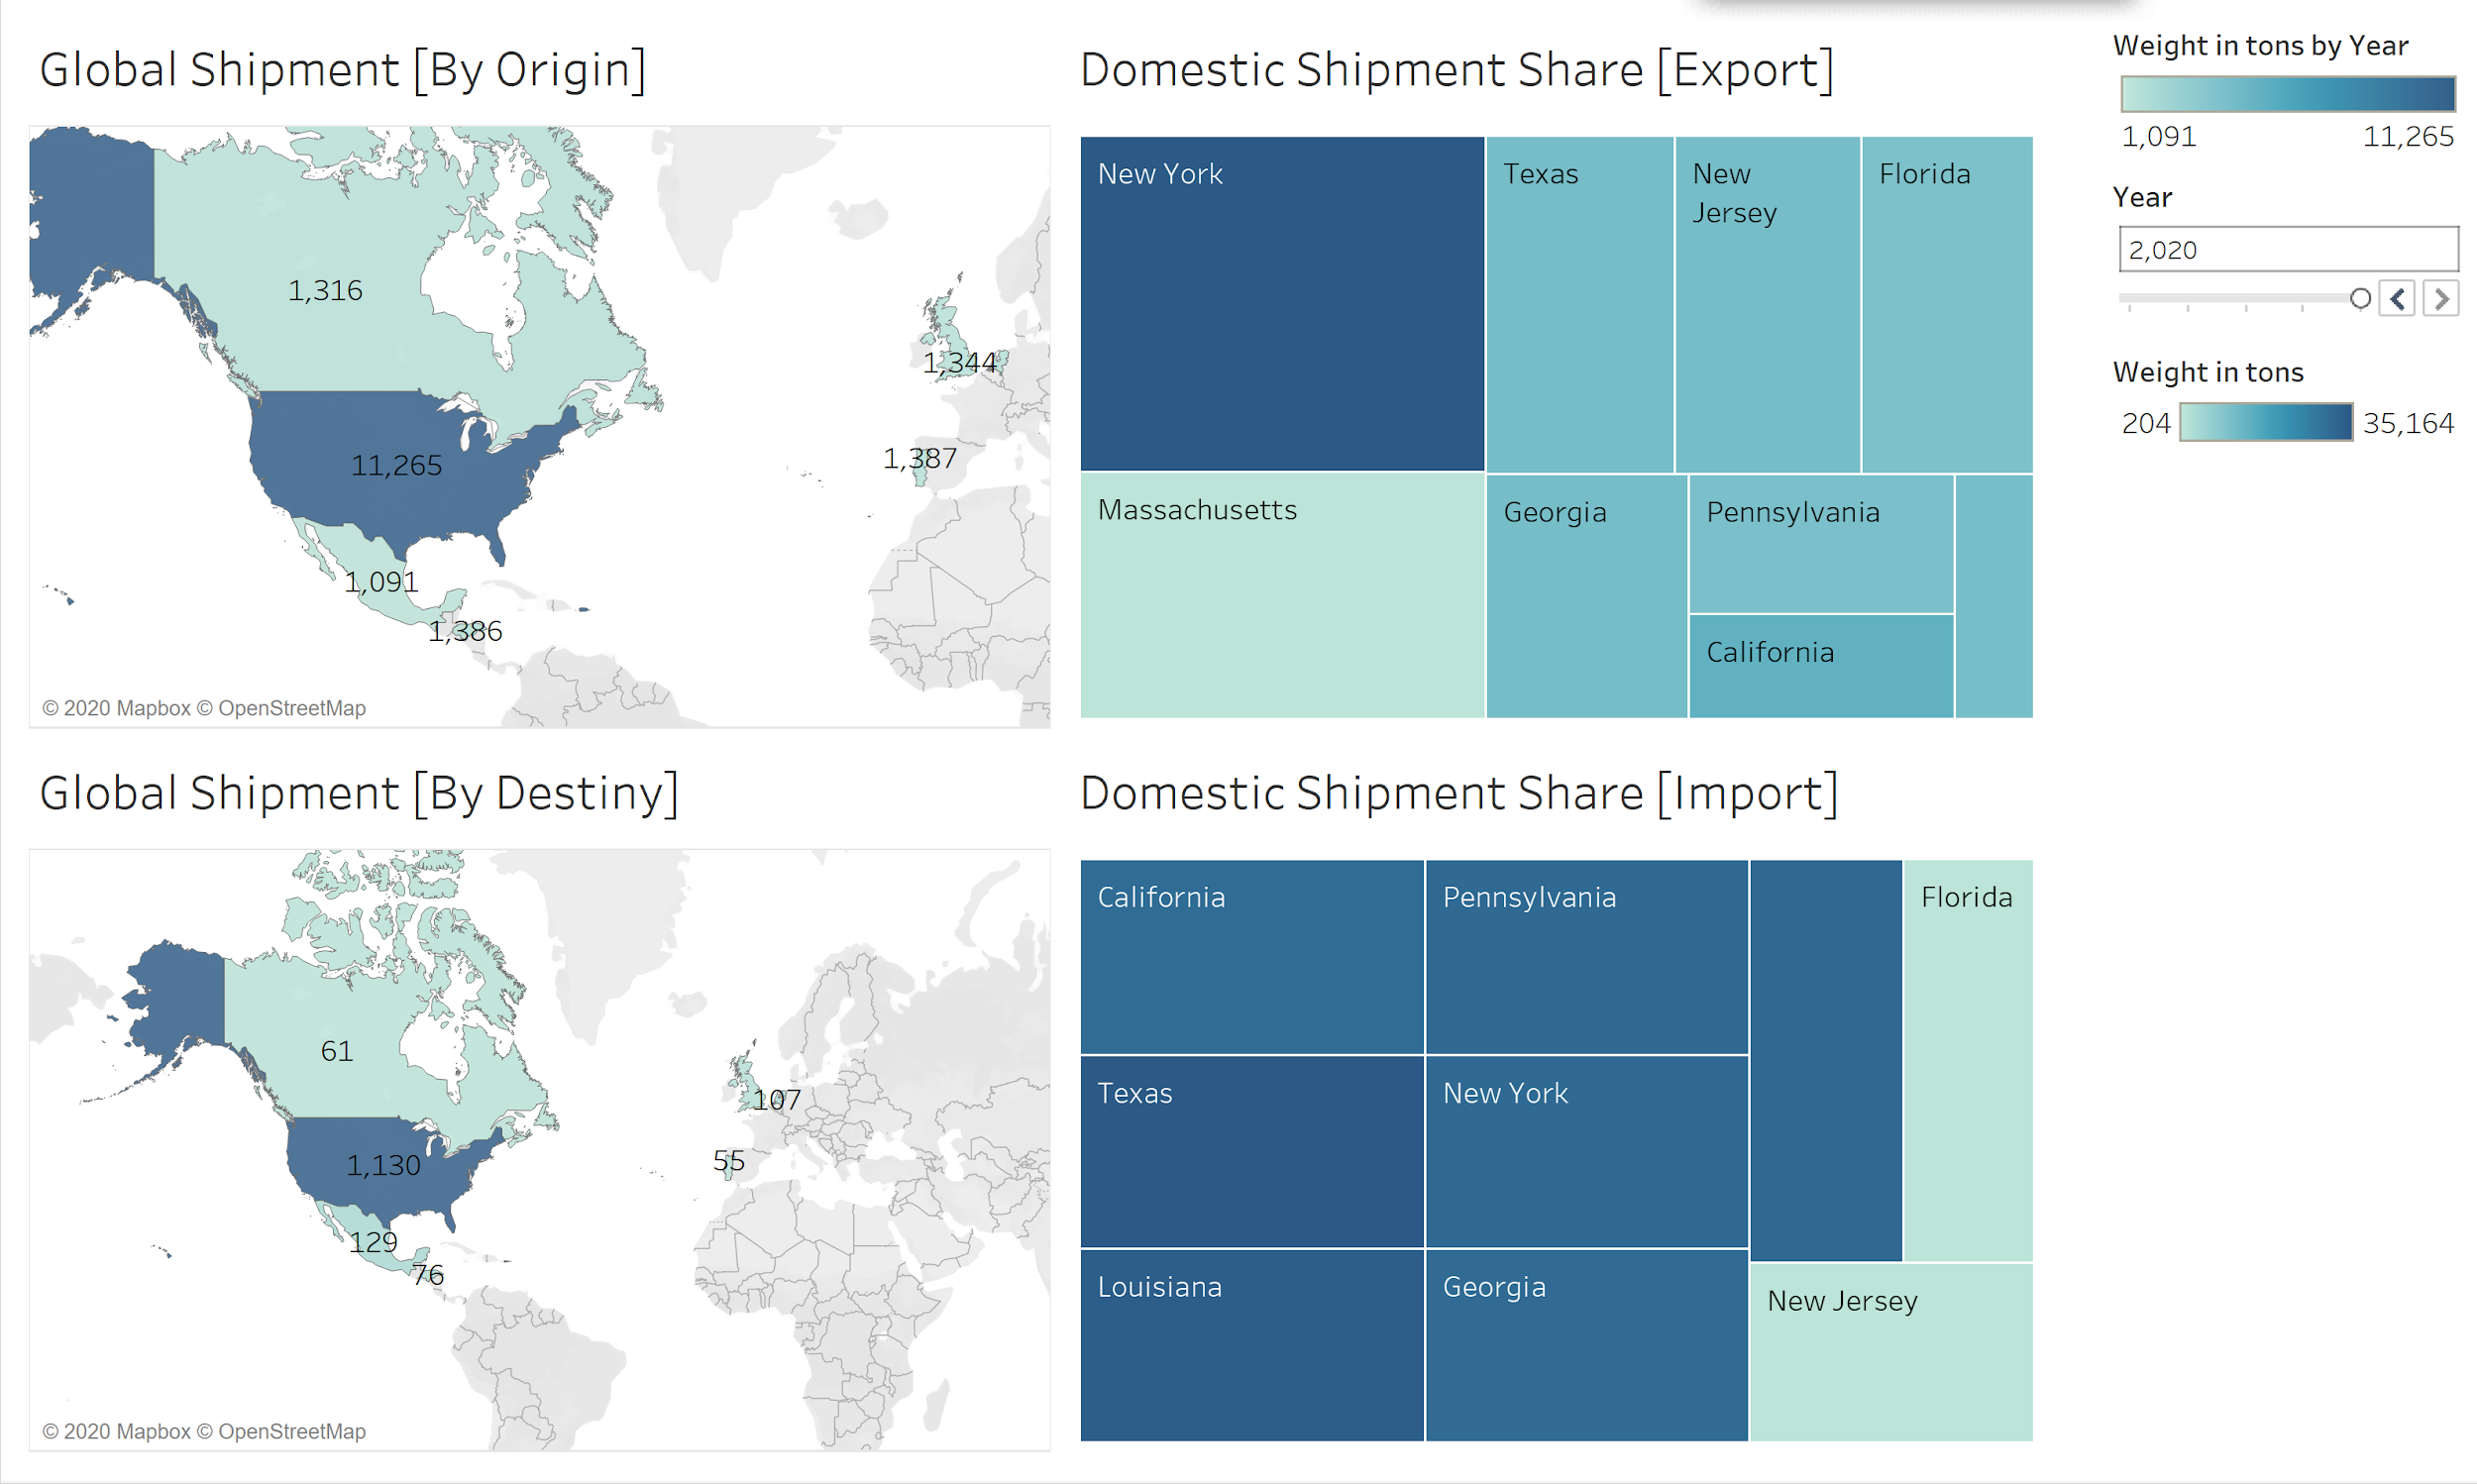 Global Shipment [By Origin]
1,316
1,344
1,387
11,265
1,091
1,386
© 2020 Mapbox © OpenStreetMap
Domestic Shipment Share [Export]
New York
Texas
New
Jersey
Florida
Massachusetts
Georgia
Pennsylvania
California
Weight in tons by Year
1,091 11,265
Year
2,020
Weight in tons
204 35,164
Global Shipment [By Destiny]
61
107
55
1,130
129
76
© 2020 Mapbox © OpenStreetMap
Domestic Shipment Share [Import]
California
Pennsylvania
Florida
Texas
New York
Louisiana
Georgia
New Jersey